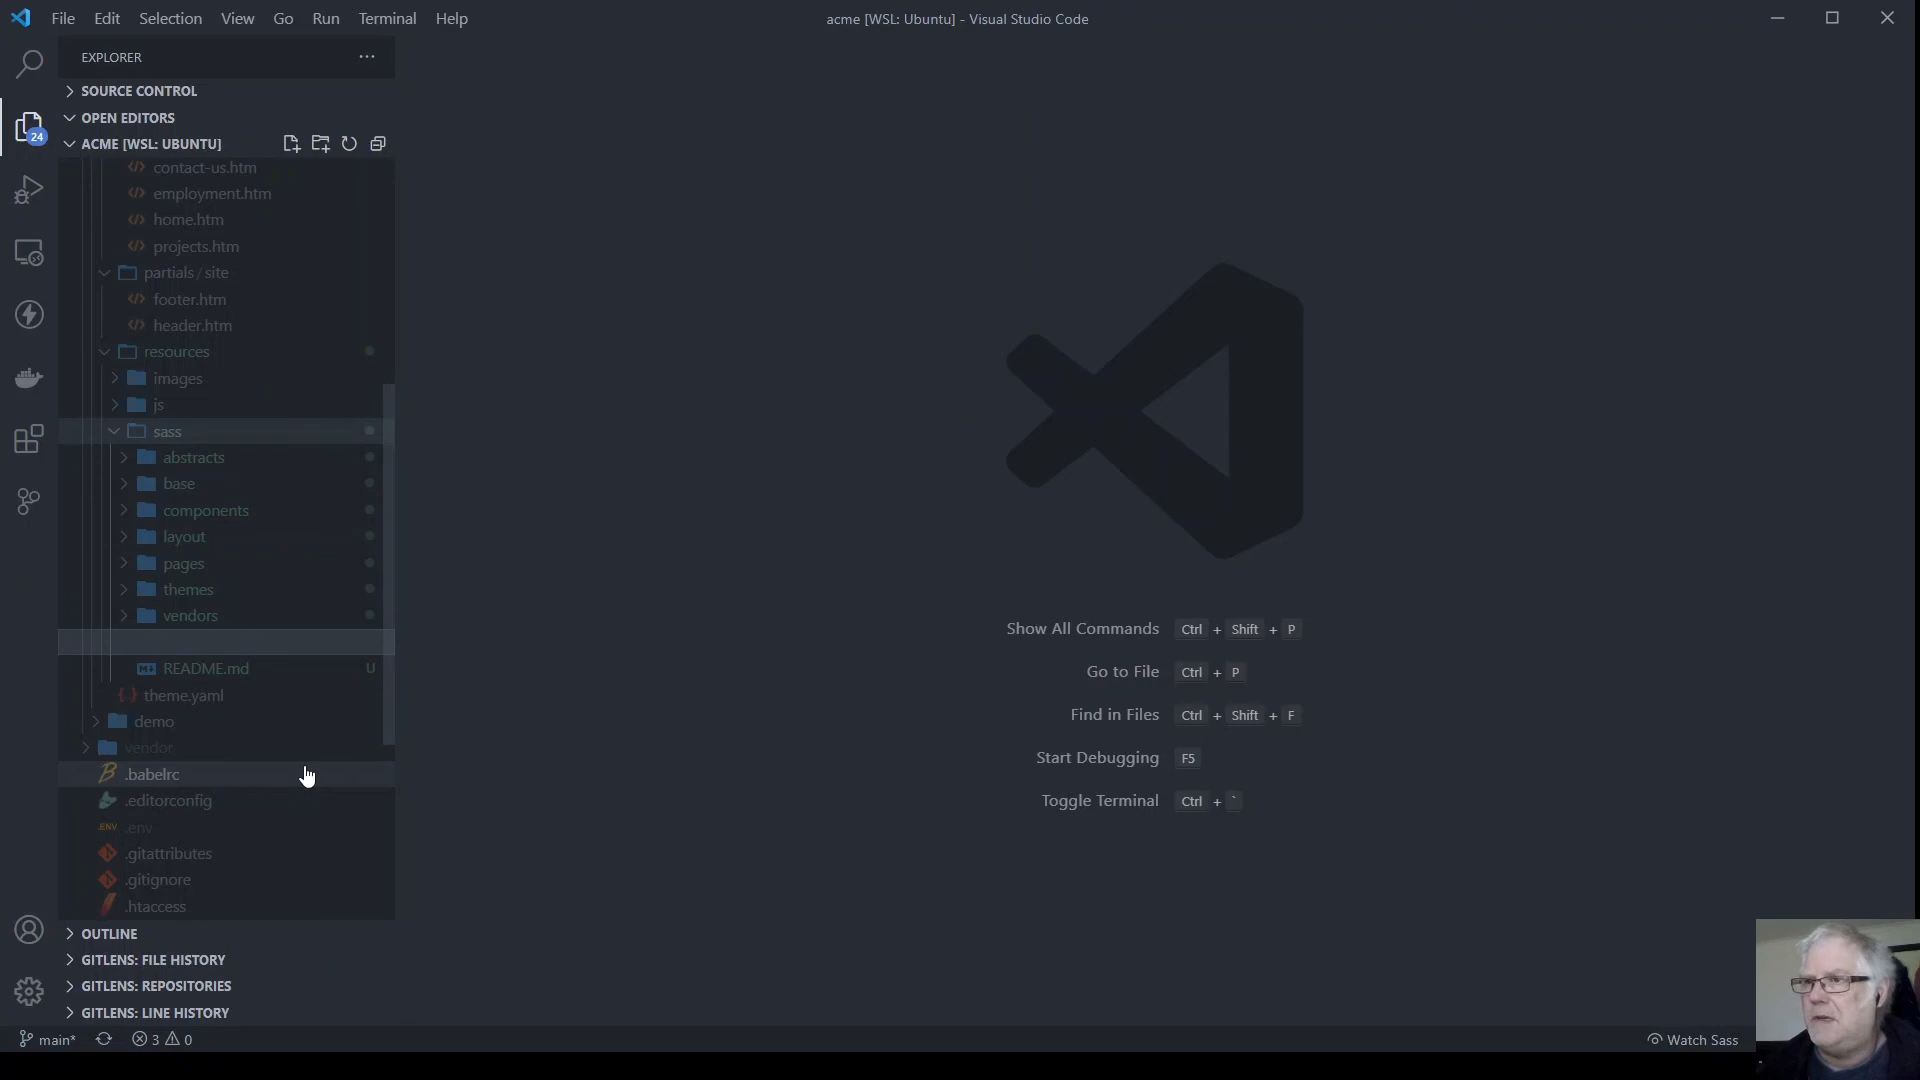 File Edit Selection View Go Run Terminal Help
acme [WSL: Ubuntu] - Visual Studio Code
EXPLORER
SOURCE CONTROL
24
OPEN EDITORS
ACME [WSL: UBUNTU]
contact-us.htm
employment.htm
home.htm
projects.htm
partials / site
footer.htm
header.htm
resources
images
js
sass
abstracts
base
components
layout
pages
themes
vendors
README.md U
theme.yaml
demo
vendor
.babelrc
.editorconfig
.ENV .env
.gitattributes
.gitignore
.htaccess
Show All Commands Ctrl + Shift + P
Go to File Ctrl + P
Find in Files Ctrl + Shift + F
Start Debugging F5
Toggle Terminal Ctrl + `
OUTLINE
GITLENS: FILE HISTORY
GITLENS: REPOSITORIES
GITLENS: LINE HISTORY
main* 3 0
Watch Sass